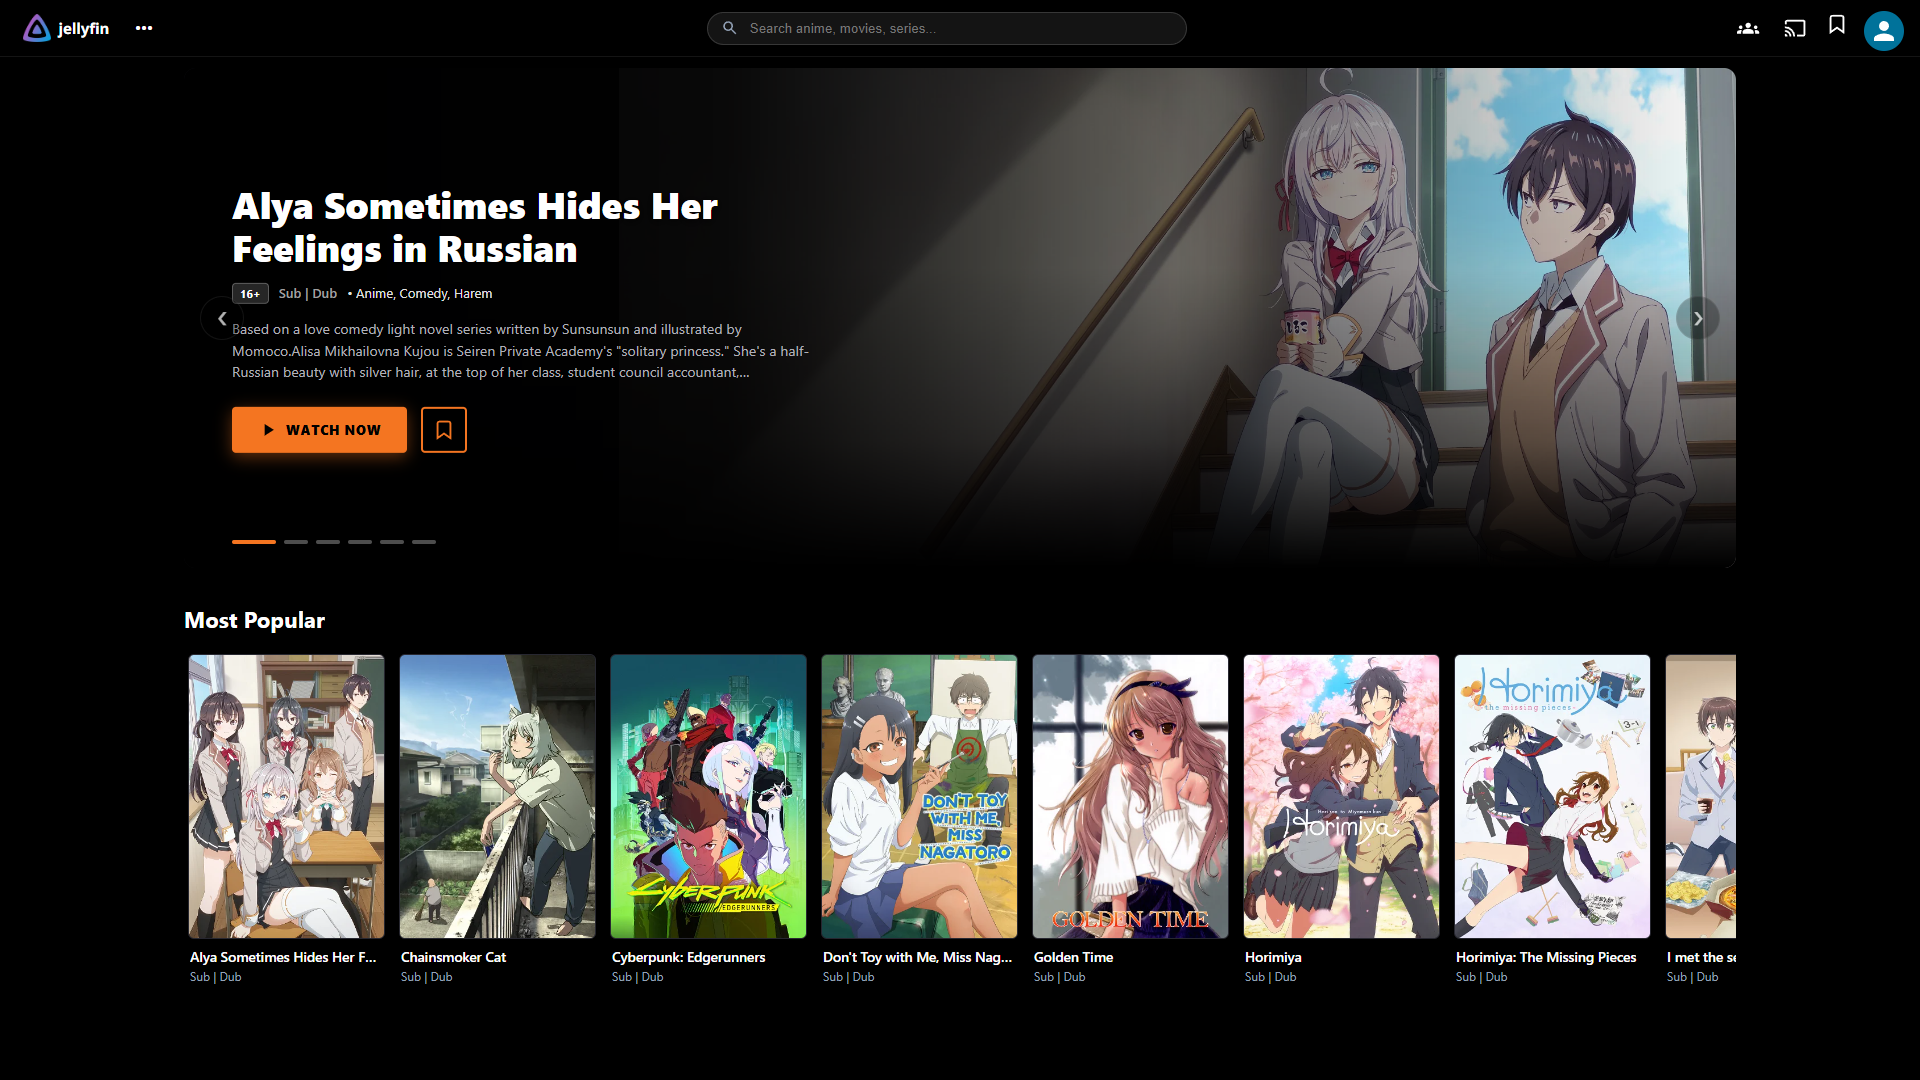 jellyfin
Search anime, movies, series...
Alya Sometimes Hides Her
Feelings in Russian
16+ Sub | Dub • Anime, Comedy, Harem
Based on a love comedy light novel series written by Sunsunsun and illustrated by
Momoco.Alisa Mikhailovna Kujou is Seiren Private Academy's "solitary princess." She's a half-
Russian beauty with silver hair, at the top of her class, student council accountant,...
WATCH NOW
Most Popular
CYBERPUNK
EDGERUNNERS
DON'T TOY
WITH ME,
MISS
NAGATORO
GOLDEN TIME
Horimiya
Horimiya
the missing pieces
Alya Sometimes Hides Her F...
Sub | Dub
Chainsmoker Cat
Sub | Dub
Cyberpunk: Edgerunners
Sub | Dub
Don't Toy with Me, Miss Nag...
Sub | Dub
Golden Time
Sub | Dub
Horimiya
Sub | Dub
Horimiya: The Missing Pieces
Sub | Dub
I met the se
Sub | Dub